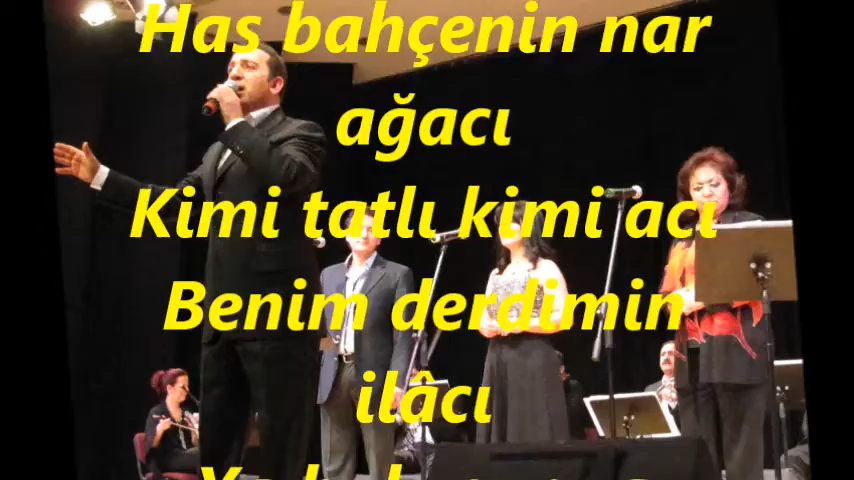 Has bahçenin nar
ağacı
Kimi tatlı kimi acı
Benim derdimin
ilâcı